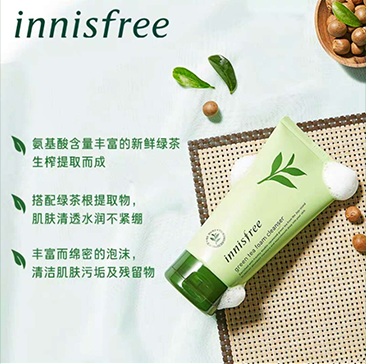 innisfree
氨基酸含量丰富的新鲜绿茶
生榨提取而成
搭配绿茶根提取物，
肌肤清透水润不紧绷
丰富而绵密的泡沫，
清洁肌肤污垢及残留物
innisfree
green tea foam cleanser